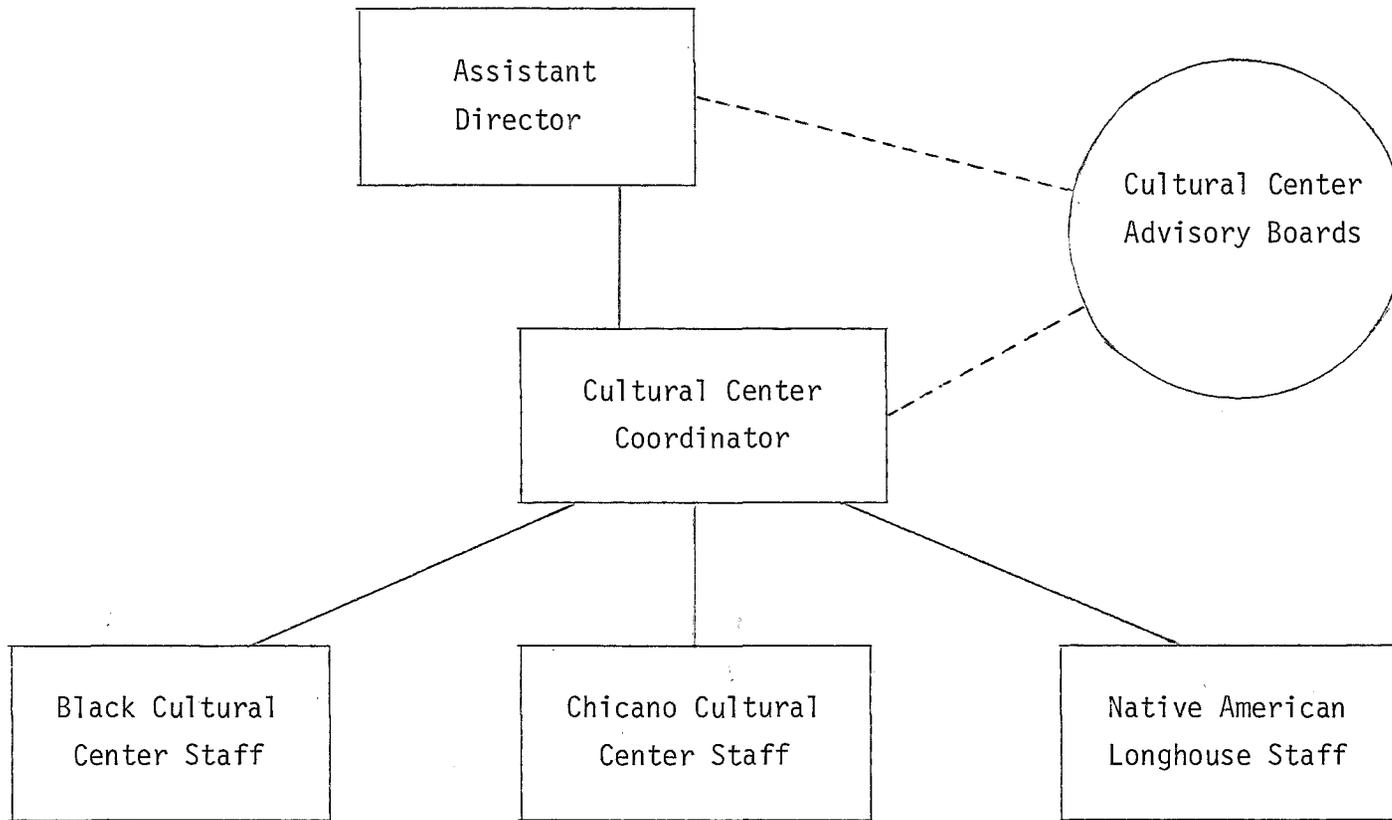 Assistant
Director
Cultural Center
Advisory Boards
Cultural Center
Coordinator
Black Cultural
Center Staff
Chicano Cultural
Center Staff
Native American
Longhouse Staff